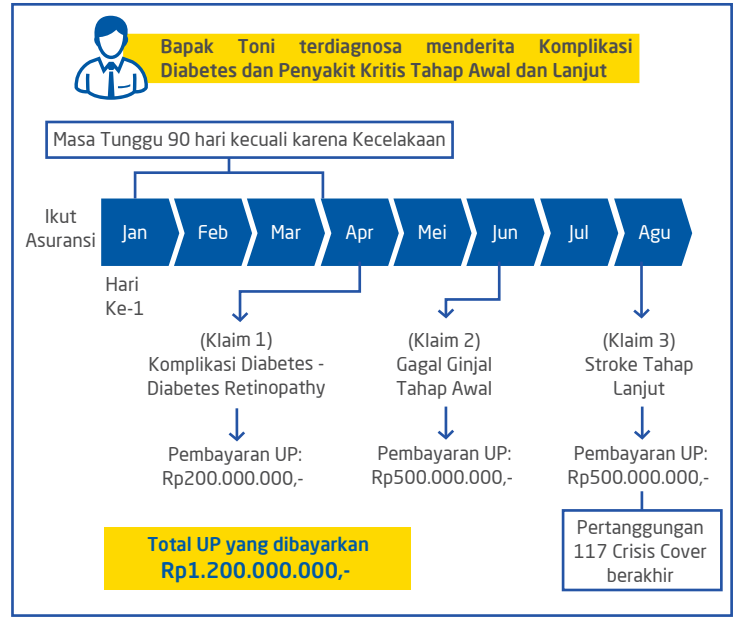 Bapak Toni terdiagnosa menderita Komplikasi
Diabetes dan Penyakit Kritis Tahap Awal dan Lanjut
Masa Tunggu 90 hari kecuali karena Kecelakaan
Ikut
Asuransi
Jan
Feb
Mar
Apr
Mei
Jun
Jul
Agu
Hari
Ke-1
(Klaim 1)
Komplikasi Diabetes -
Diabetes Retinopathy
Pembayaran UP:
Rp200.000.000,-
(Klaim 2)
Gagal Ginjal
Tahap Awal
Pembayaran UP:
Rp500.000.000,-
(Klaim 3)
Stroke Tahap
Lanjut
Pembayaran UP:
Rp500.000.000,-
Pertanggungan
117 Crisis Cover
berakhir
Total UP yang dibayarkan
Rp1.200.000.000,-